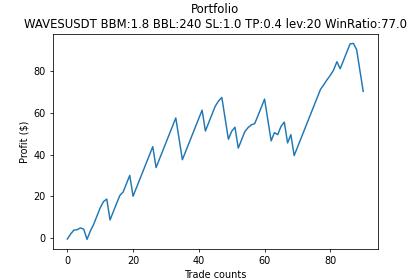 Portfolio
WAVESUSDT BBM:1.8 BBL:240 SL:1.0 TP:0.4 lev:20 WinRatio:77.0
Profit ($)
80
60
40
20
0
0
20
40
60
80
Trade counts